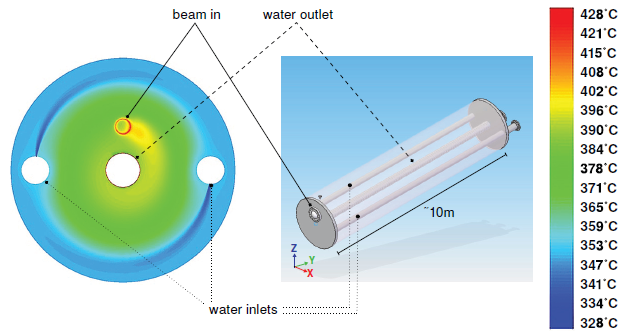 beam in
water outlet
~10m
Z
Y
X
water inlets
428°C
421°C
415°C
408°C
402°C
396°C
390°C
384°C
378°C
371°C
365°C
359°C
353°C
347°C
341°C
334°C
328°C